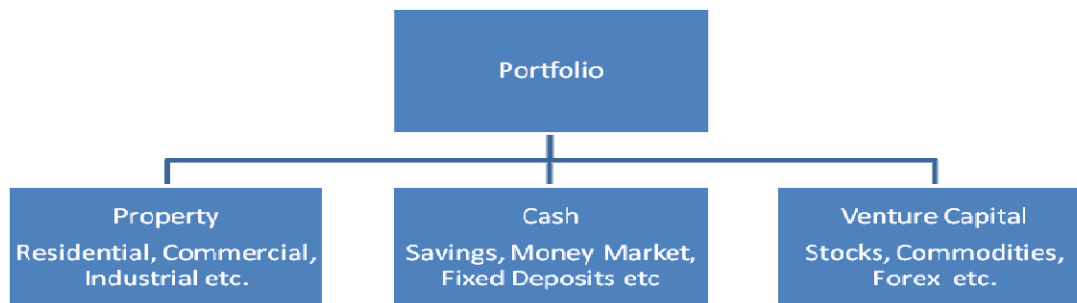 Portfolio
Property
Residential, Commercial,
Industrial etc.
Cash
Savings, Money Market,
Fixed Deposits etc
Venture Capital
Stocks, Commodities,
Forex etc.